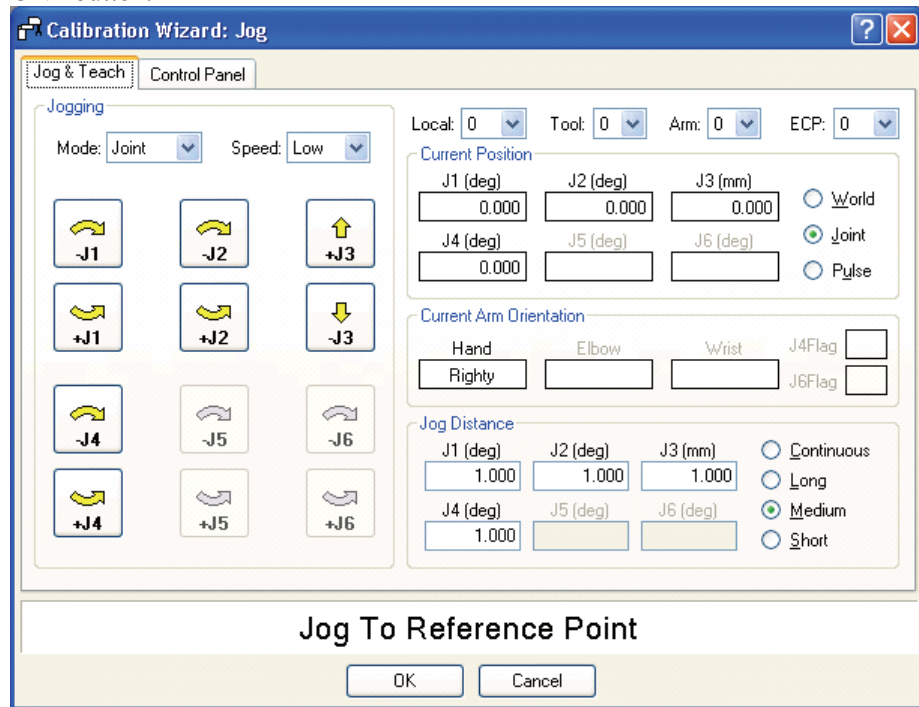 Calibration Wizard: Jog
Jog & Teach Control Panel
Jogging
Mode: Joint Speed: Low
-J1 -J2 +J3
+J1 +J2 -J3
-J4 -J5 -J6
+J4 +J5 +J6
Local: 0 Tool: 0 Arm: 0 ECP: 0
Current Position
J1 (deg) J2 (deg) J3 (mm)
0.000 0.000 0.000
J4 (deg) J5 (deg) J6 (deg)
0.000
World
Joint
Pulse
Current Arm Orientation
Hand Elbow Wrist J4Flag
Righty J6Flag
Jog Distance
J1 (deg) J2 (deg) J3 (mm)
1.000 1.000 1.000
J4 (deg) J5 (deg) J6 (deg)
1.000
Continuous
Long
Medium
Short
Jog To Reference Point
OK Cancel